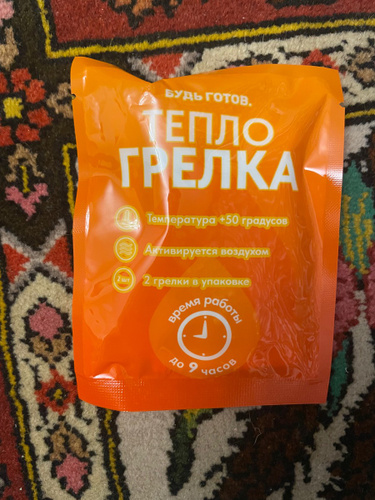 БУДЬ ГОТОВ.
ТЕПЛО
ГРЕЛКА
Температура +50 градусов
Активируется воздухом
2 грелки в упаковке
время работы
до 9 часов